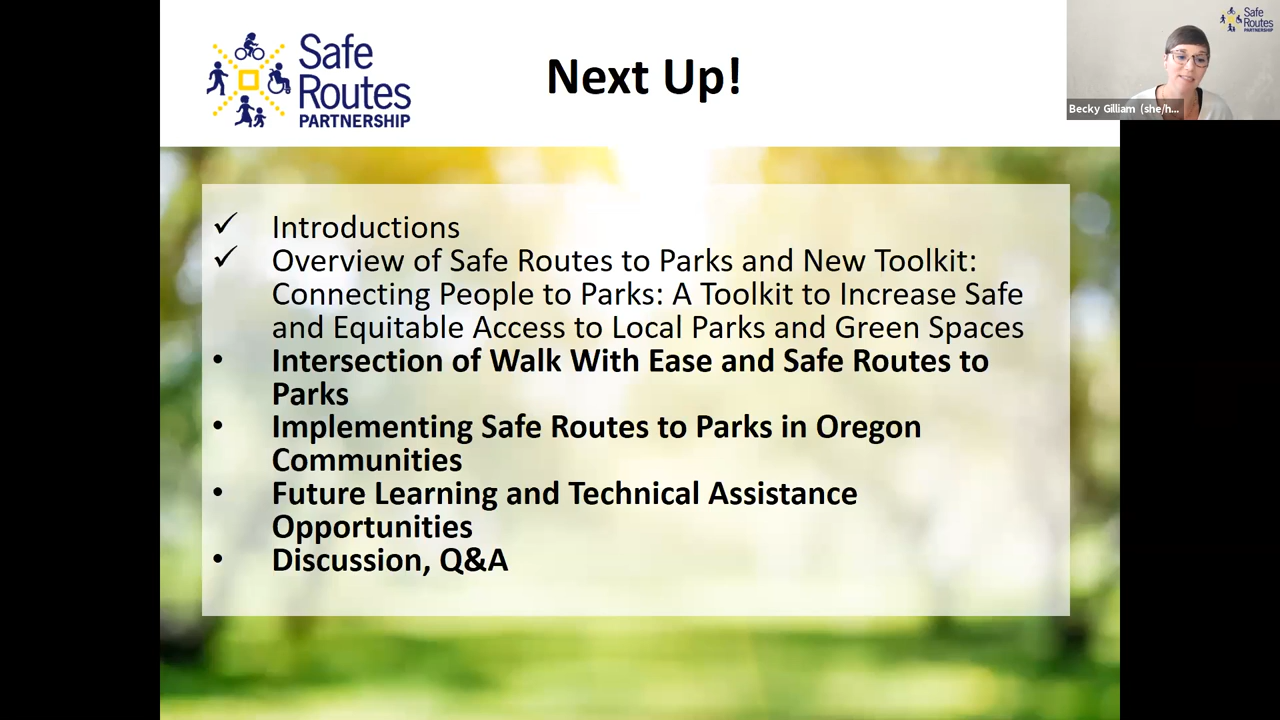 Safe
Routes
PARTNERSHIP
Next Up!
Safe
Routes
PARTNERSHIP
Becky Gilliam (she/h...
✓ Introductions
✓ Overview of Safe Routes to Parks and New Toolkit:
Connecting People to Parks: A Toolkit to Increase Safe
and Equitable Access to Local Parks and Green Spaces
• Intersection of Walk With Ease and Safe Routes to
Parks
• Implementing Safe Routes to Parks in Oregon
Communities
• Future Learning and Technical Assistance
Opportunities
• Discussion, Q&A